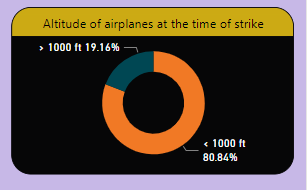 Altitude of airplanes at the time of strike
> 1000 ft 19.16%
< 1000 ft
80.84%